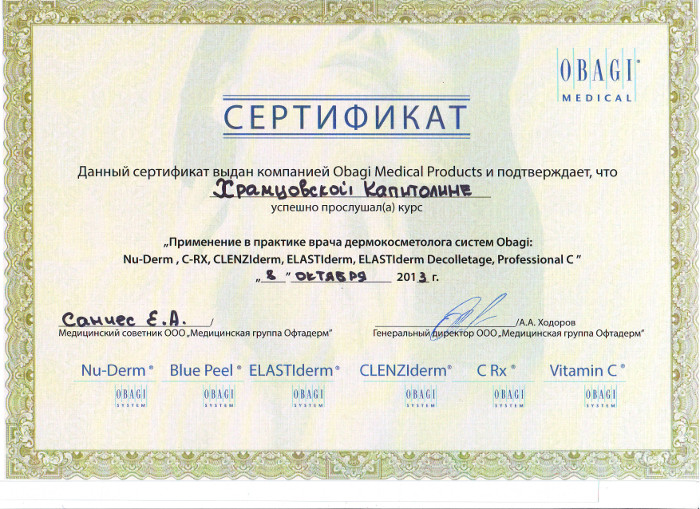 OBAGI®
MEDICAL
СЕРТИФИКАТ
Данный сертификат выдан компанией Obagi Medical Products и подтверждает, что
Храмцовской Капитолине
успешно прослушал(а) курс
„Применение в практике врача дермокосметолога систем Obagi:
Nu-Derm , C-RX, CLENZIderm, ELASTIderm, ELASTIderm Decolletage, Professional C ”
„ 8 ” октября 2013 г.
Санчес Е.А. / /А.А. Ходоров
Медицинский советник ООО „Медицинская группа Офтадерм” Генеральный директор ООО „Медицинская группа Офтадерм”
Nu-Derm® Blue Peel® ELASTIderm® CLENZIderm® C Rx® Vitamin C®
OBAGI OBAGI OBAGI OBAGI OBAGI OBAGI
SYSTEM SYSTEM SYSTEM SYSTEM SYSTEM SYSTEM